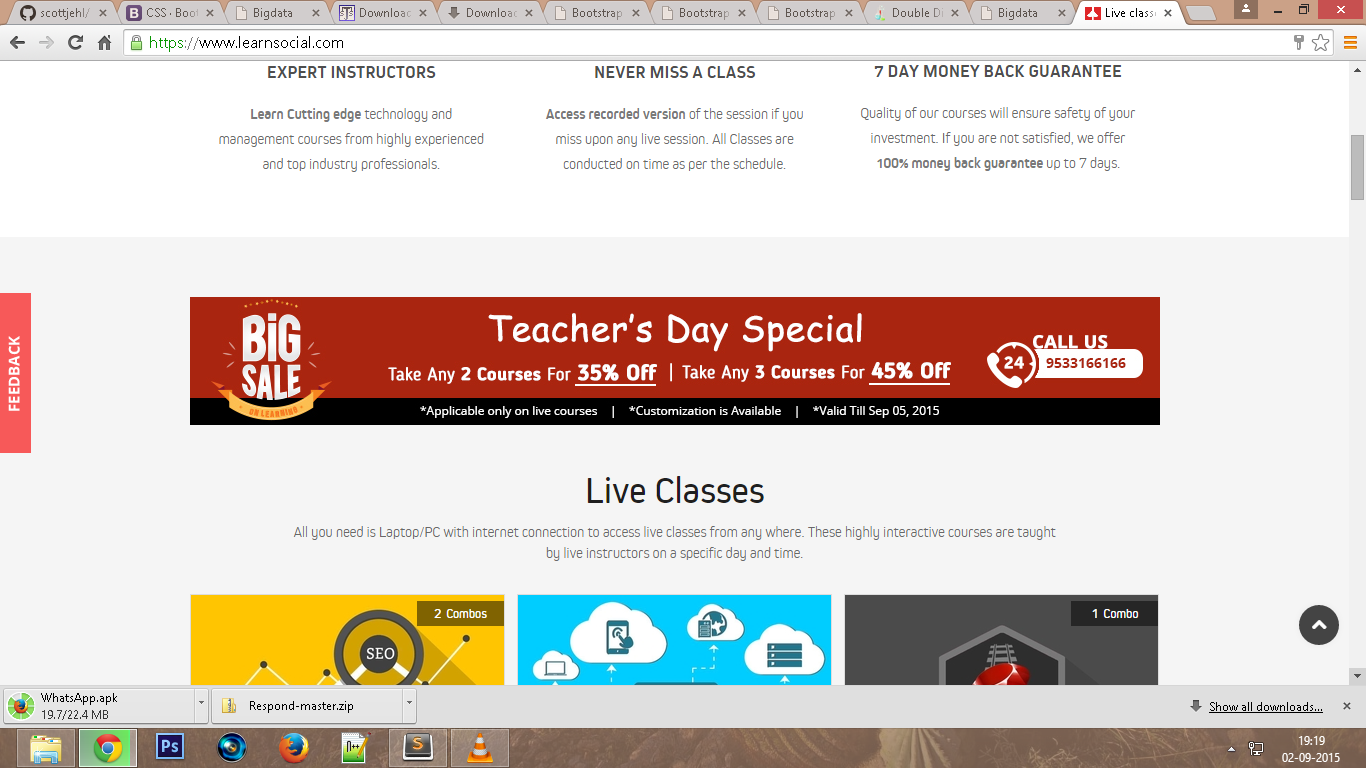 scottjehl/
CSS · Boot
Bigdata
Downloac
Downloac
Bootstrap
Bootstrap
Bootstrap
Double Di
Bigdata
Live class
https://www.learnsocial.com
EXPERT INSTRUCTORS
Learn Cutting edge technology and
management courses from highly experienced
and top industry professionals.
NEVER MISS A CLASS
Access recorded version of the session if you
miss upon any live session. All Classes are
conducted on time as per the schedule.
7 DAY MONEY BACK GUARANTEE
Quality of our courses will ensure safety of your
investment. If you are not satisfied, we offer
100% money back guarantee up to 7 days.
FEEDBACK
BiG
SALE
ON LEARNING
Teacher's Day Special
Take Any 2 Courses For 35% Off | Take Any 3 Courses For 45% Off
24
CALL US
9533166166
*Applicable only on live courses | *Customization is Available | *Valid Till Sep 05, 2015
Live Classes
All you need is Laptop/PC with internet connection to access live classes from any where. These highly interactive courses are taught
by live instructors on a specific day and time.
2 Combos
SEO
1 Combo
WhatsApp.apk
19.7/22.4 MB
Respond-master.zip
Show all downloads...
Ps
N++
S
19:19
02-09-2015